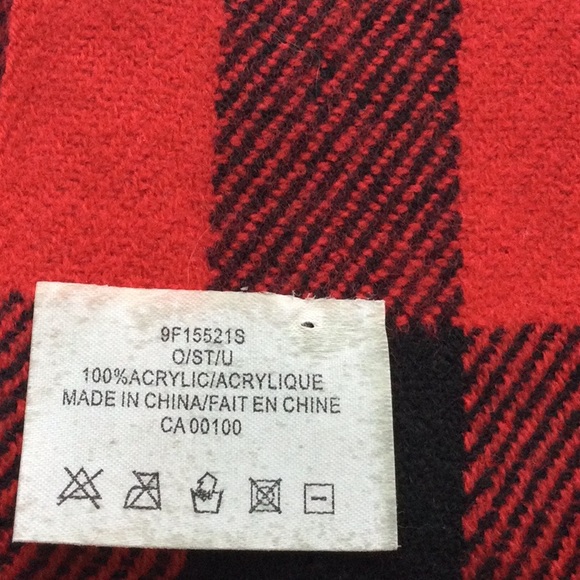 9F15521S
O/ST/U
100%ACRYLIC/ACRYLIQUE
MADE IN CHINA/FAIT EN CHINE
CA 00100